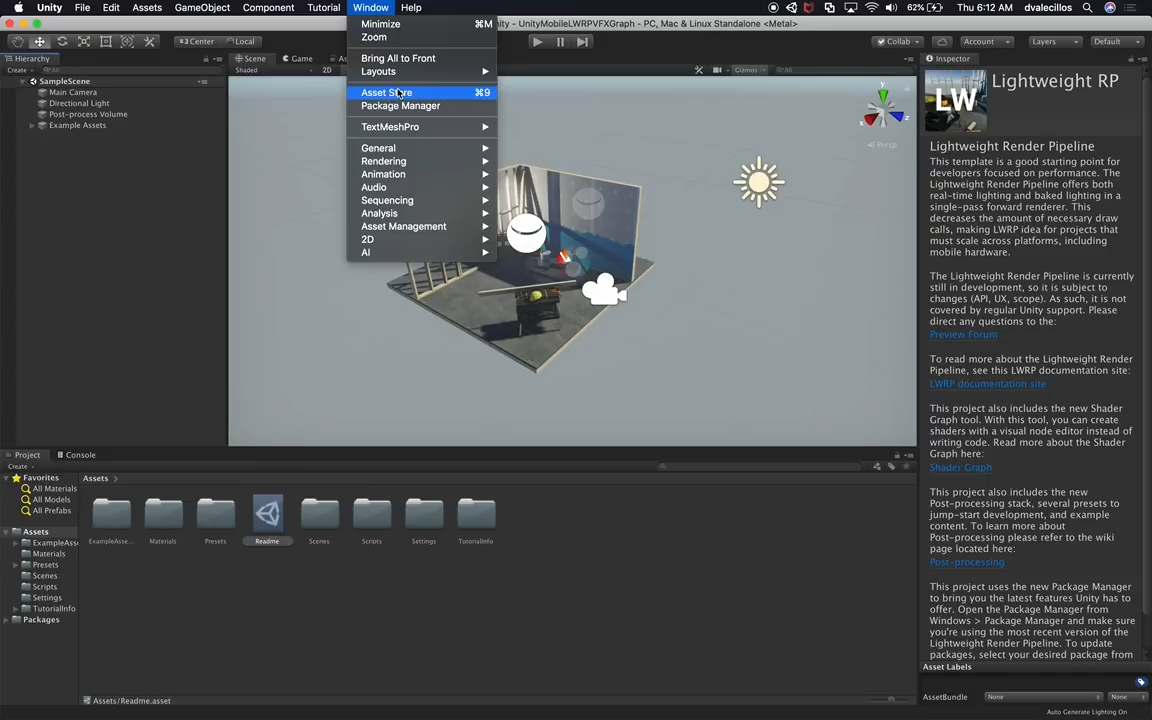 Unity File Edit Assets GameObject Component Tutorial Window Help
62% Thu 6:12 AM dvalecillos
nity - UnityMobileLWRPVFXGraph - PC, Mac & Linux Standalone <Metal>
Center Local
Collab Account Layers Default
Minimize ⌘M
Zoom
Bring All to Front
Layouts
Asset Store ⌘9
Package Manager
TextMeshPro
General
Rendering
Animation
Audio
Sequencing
Analysis
Asset Management
2D
AI
Hierarchy
Create All
SampleScene
Main Camera
Directional Light
Post-process Volume
Example Assets
Scene Game As
Shaded 2D
Gizmos All
y
x
z
Persp
Inspector
LW
Lightweight RP
Lightweight Render Pipeline
This template is a good starting point for
developers focused on performance. The
Lightweight Render Pipeline offers both
real-time lighting and baked lighting in a
single-pass forward renderer. This
decreases the amount of necessary draw
calls, making LWRP idea for projects that
must scale across platforms, including
mobile hardware.
The Lightweight Render Pipeline is currently
still in development, so it is subject to
changes (API, UX, scope). As such, it is not
covered by regular Unity support. Please
direct any questions to the:
Preview Forum
To read more about the Lightweight Render
Pipeline, see this LWRP documentation site:
LWRP documentation site
This project also includes the new Shader
Graph tool. With this tool, you can create
shaders with a visual node editor instead of
writing code. Read more about the Shader
Graph here:
Shader Graph
This project also includes the new
Post-processing stack, several presets to
jump-start development, and example
content. To learn more about
Post-processing please refer to the wiki
page located here:
Post-processing
This project uses the new Package Manager
to bring you the latest features Unity has to
offer. Open the Package Manager from
Windows > Package Manager and make sure
you're using the most recent version of the
Lightweight Render Pipeline. To update
packages, select your desired package from
Asset Labels
AssetBundle None None
Auto Generate Lighting On
Project Console
Create
Favorites
All Materials
All Models
All Prefabs
Assets
ExampleAsse
Materials
Presets
Scenes
Scripts
Settings
TutorialInfo
Packages
Assets
ExampleAsse... Materials Presets Readme Scenes Scripts Settings TutorialInfo
Assets/Readme.asset